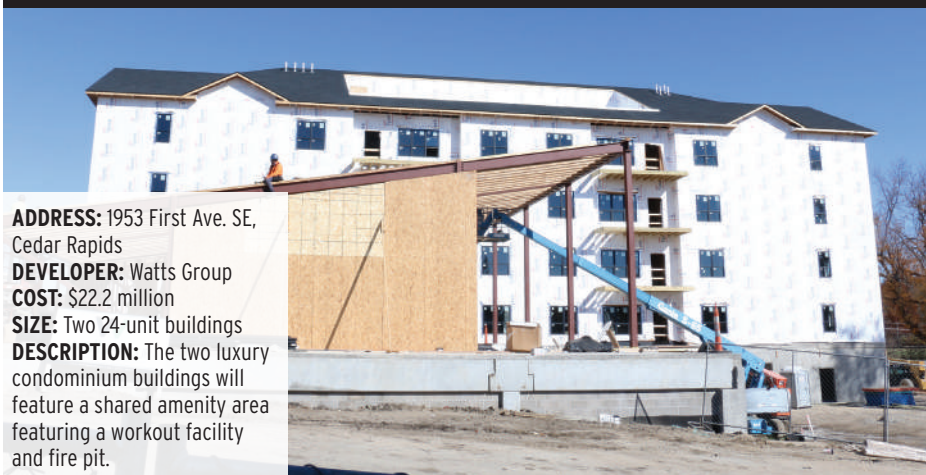 ADDRESS: 1953 First Ave. SE,
Cedar Rapids
DEVELOPER: Watts Group
COST: $22.2 million
SIZE: Two 24-unit buildings
DESCRIPTION: The two luxury
condominium buildings will
feature a shared amenity area
featuring a workout facility
and fire pit.